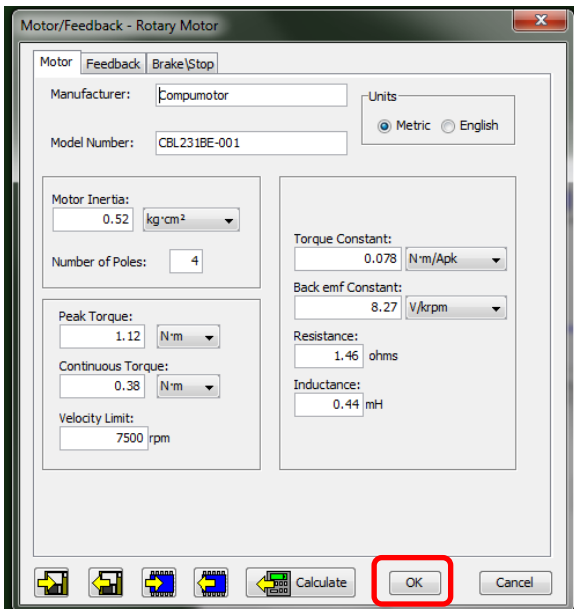 Motor/Feedback - Rotary Motor
Motor Feedback Brake\Stop
Manufacturer: Compumotor
Units
Metric English
Model Number: CBL231BE-001
Motor Inertia:
0.52 kg·cm²
Number of Poles: 4
Peak Torque:
1.12 N·m
Continuous Torque:
0.38 N·m
Velocity Limit:
7500 rpm
Torque Constant:
0.078 N·m/Apk
Back emf Constant:
8.27 V/krpm
Resistance:
1.46 ohms
Inductance:
0.44 mH
Calculate OK Cancel